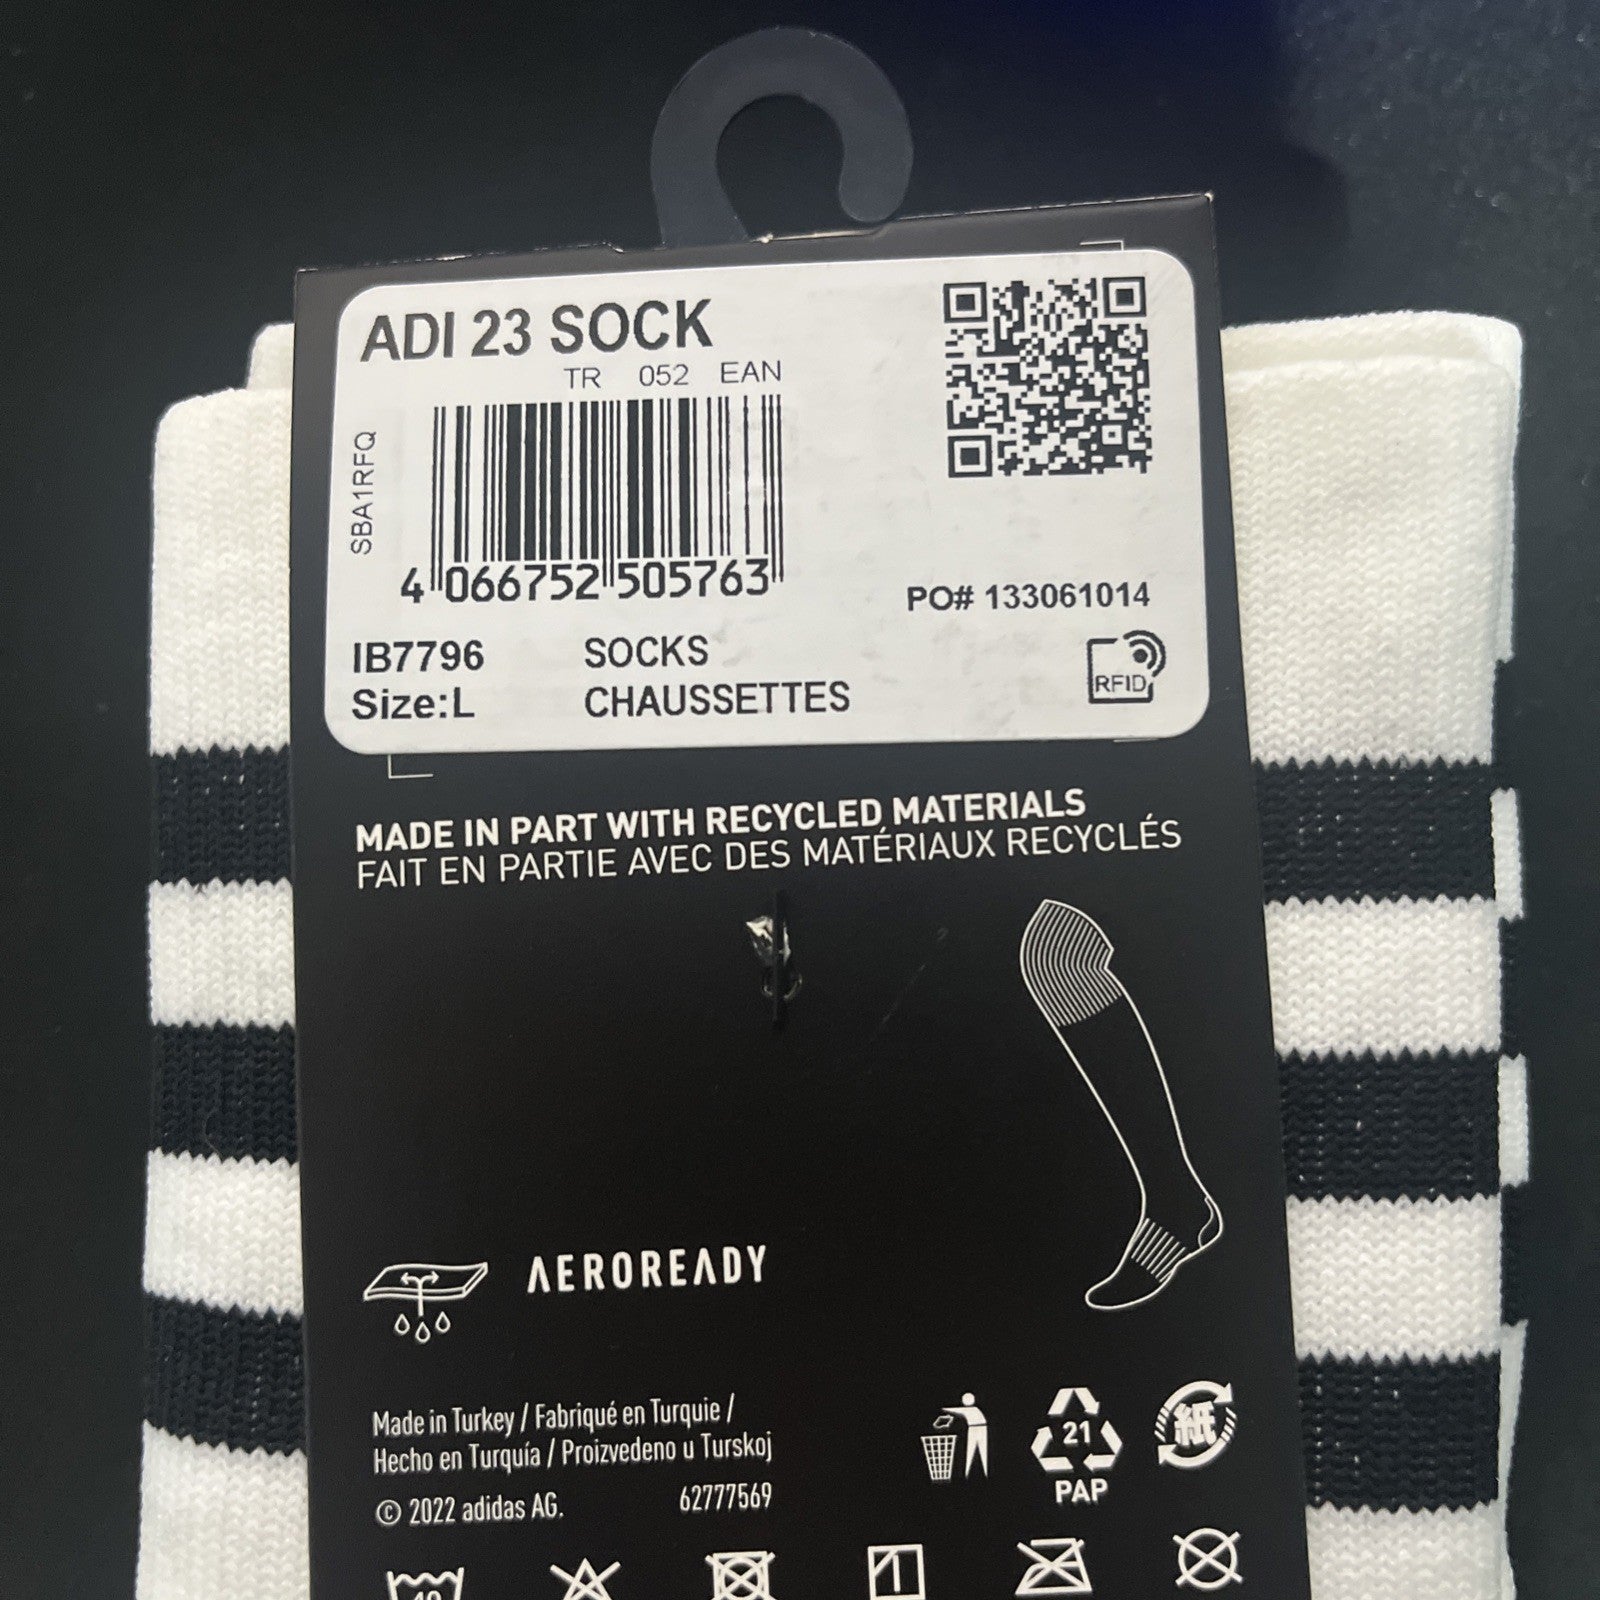 ADI 23 SOCK
TR 052 EAN
SBA1RFQ
4 066752 505763
PO# 133061014
IB7796 SOCKS
Size:L CHAUSSETTES
RFID
MADE IN PART WITH RECYCLED MATERIALS
FAIT EN PARTIE AVEC DES MATÉRIAUX RECYCLÉS
AEROREADY
Made in Turkey / Fabriqué en Turquie /
Hecho en Turquía / Proizvedeno u Turskoj
© 2022 adidas AG. 62777569
21
PAP
紙
40